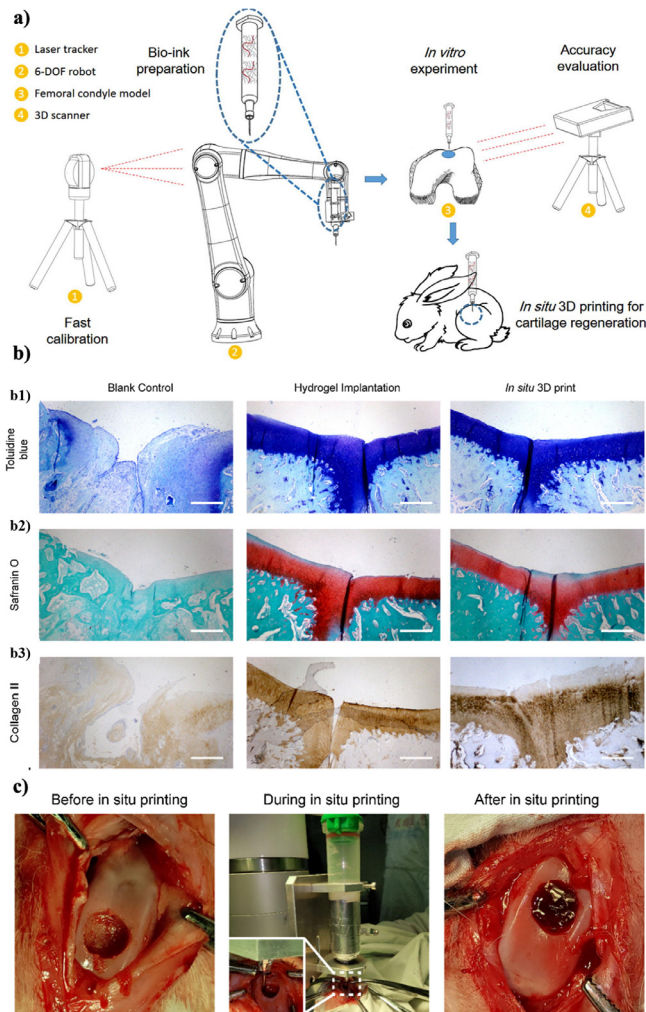 a)
1 Laser tracker
2 6-DOF robot
3 Femoral condyle model
4 3D scanner
Bio-ink
preparation
In vitro
experiment
Accuracy
evaluation
1
2
3
4
Fast
calibration
In situ 3D printing for
cartilage regeneration
b)
Blank Control
Hydrogel Implantation
In situ 3D print
b1)
Toluidine
blue
b2)
Safranin O
b3)
Collagen II
c)
Before in situ printing
During in situ printing
After in situ printing